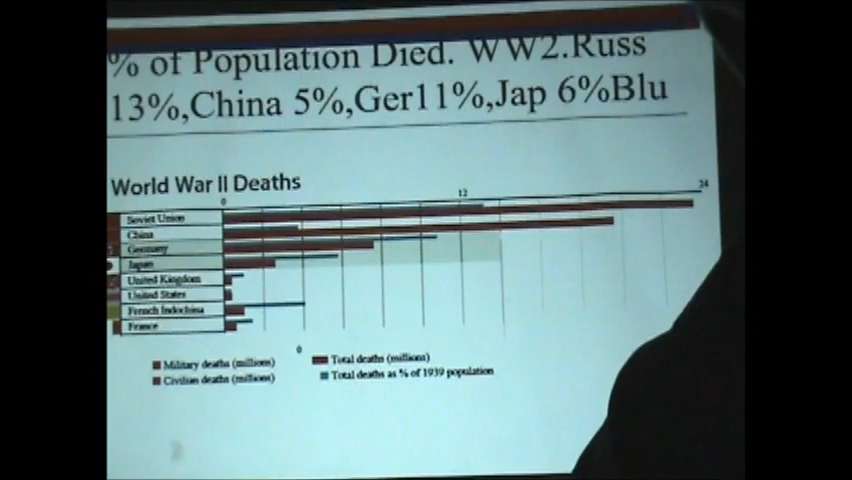 % of Population Died. WW2.Russ
13%,China 5%,Ger11%,Jap 6%Blu
World War II Deaths
0 12 24
Soviet Union
China
Germany
Japan
United Kingdom
United States
French Indochina
France
0
Military deaths (millions) Total deaths (millions)
Civilian deaths (millions) Total deaths as % of 1939 population